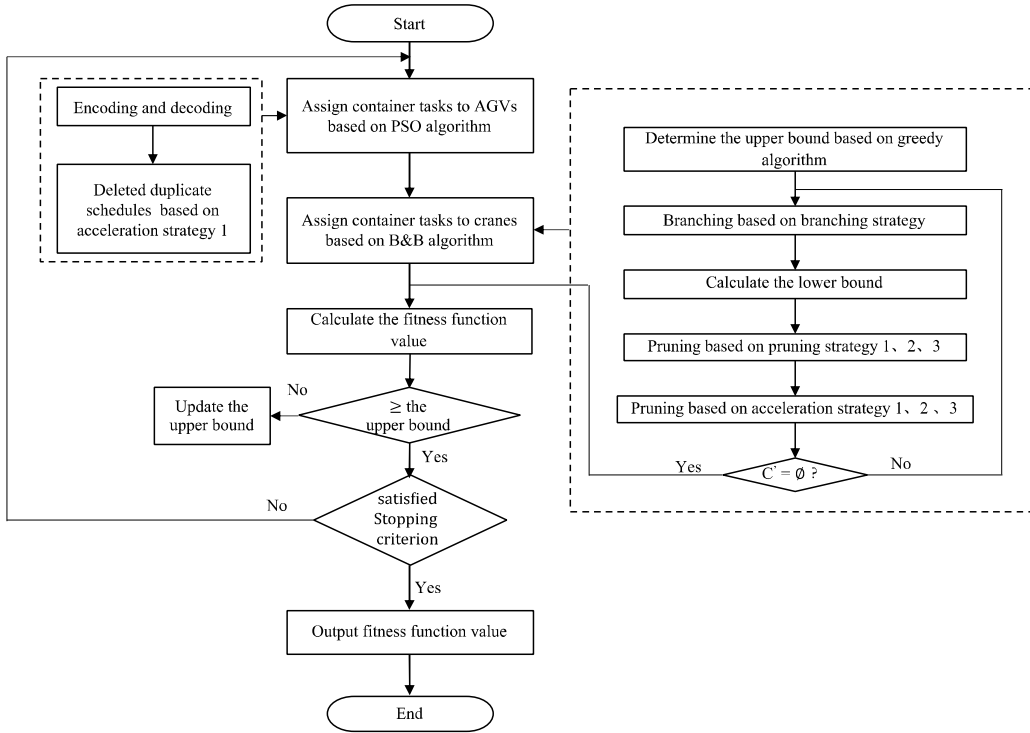 Start
Encoding and decoding
Deleted duplicate
schedules based on
acceleration strategy 1
Assign container tasks to AGVs
based on PSO algorithm
Assign container tasks to cranes
based on B&B algorithm
Calculate the fitness function
value
No
Update the
upper bound
≥ the
upper bound
Yes
No
satisfied
Stopping
criterion
Yes
Output fitness function value
End
Determine the upper bound based on greedy
algorithm
Branching based on branching strategy
Calculate the lower bound
Pruning based on pruning strategy 1、2、3
Pruning based on acceleration strategy 1、2 、3
Yes
C' = ∅ ?
No